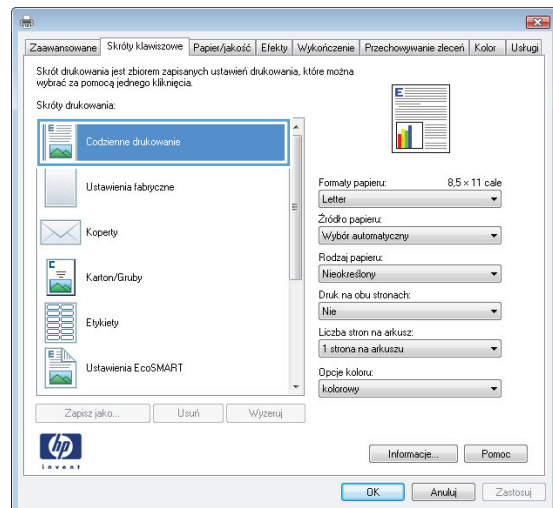 Zaawansowane Skróty klawiszowe Papier/jakość Efekty Wykończenie Przechowywanie zleceń Kolor Usługi
Skrót drukowania jest zbiorem zapisanych ustawień drukowania, które można
wybrać za pomocą jednego kliknięcia.
Skróty drukowania:
Codzienne drukowanie
Ustawienia fabryczne
Koperty
Karton/Gruby
Etykiety
Ustawienia EcoSMART
Zapisz jako... Usuń Wyzeruj
E
Formaty papieru: 8,5 × 11 cale
Letter
Źródło papieru:
Wybór automatyczny
Rodzaj papieru:
Nieokreślony
Druk na obu stronach:
Nie
Liczba stron na arkusz:
1 strona na arkuszu
Opcje koloru:
kolorowy
hp
invent
Informacje... Pomoc
OK Anuluj Zastosuj